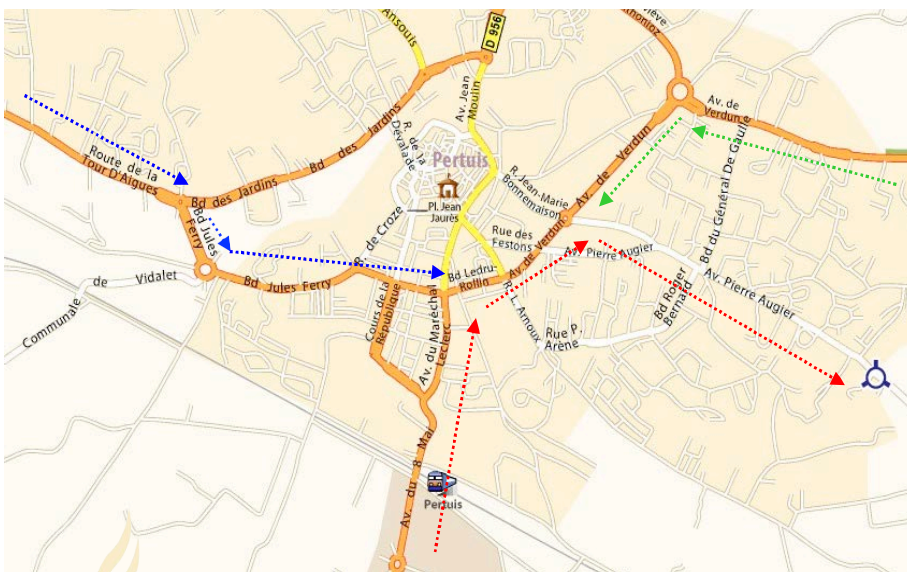 Ansouis
D 956
Av. Jean
Moulin
Av. de
Verdun
R. de la
Dévalade
Pertuis
Pl. Jean
Jaurès
R. Jean-Marie
Bonnemaison
Av. de Verdun
Bd du Général De Gaulle
Route de la
Tour D'Aigues
Bd des Jardins
Bd des Jardins
Bd Jules
Ferry
R. de Croze
Rue des
Festons
Av. de Verdun
Av. Pierre Augier
Av. Pierre Augier
Communale de Vidalet
Bd Jules Ferry
Bd Ledru-
Rollin
Cours de la
République
Av. du Maréchal
Leclerc
R. L. Arnoux
Rue P.
Arène
Bd Roger
Bernard
Av. du 8 Mai
Pertuis